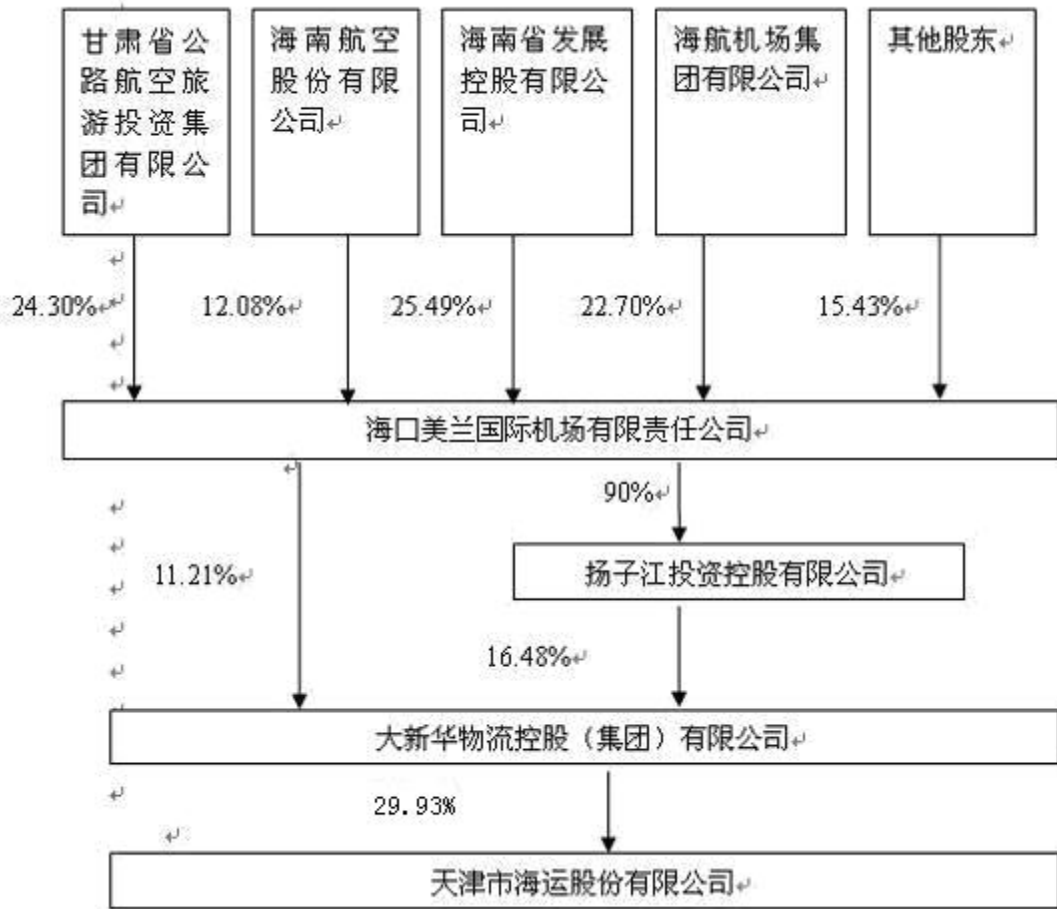 甘肃省公
路航空旅
游投资集
团有限公
司
海南航空
股份有限
公司
海南省发展
控股有限公
司
海航机场集
团有限公司
其他股东
24.30%
12.08%
25.49%
22.70%
15.43%
海口美兰国际机场有限责任公司
90%
11.21%
扬子江投资控股有限公司
16.48%
大新华物流控股（集团）有限公司
29.93%
天津市海运股份有限公司